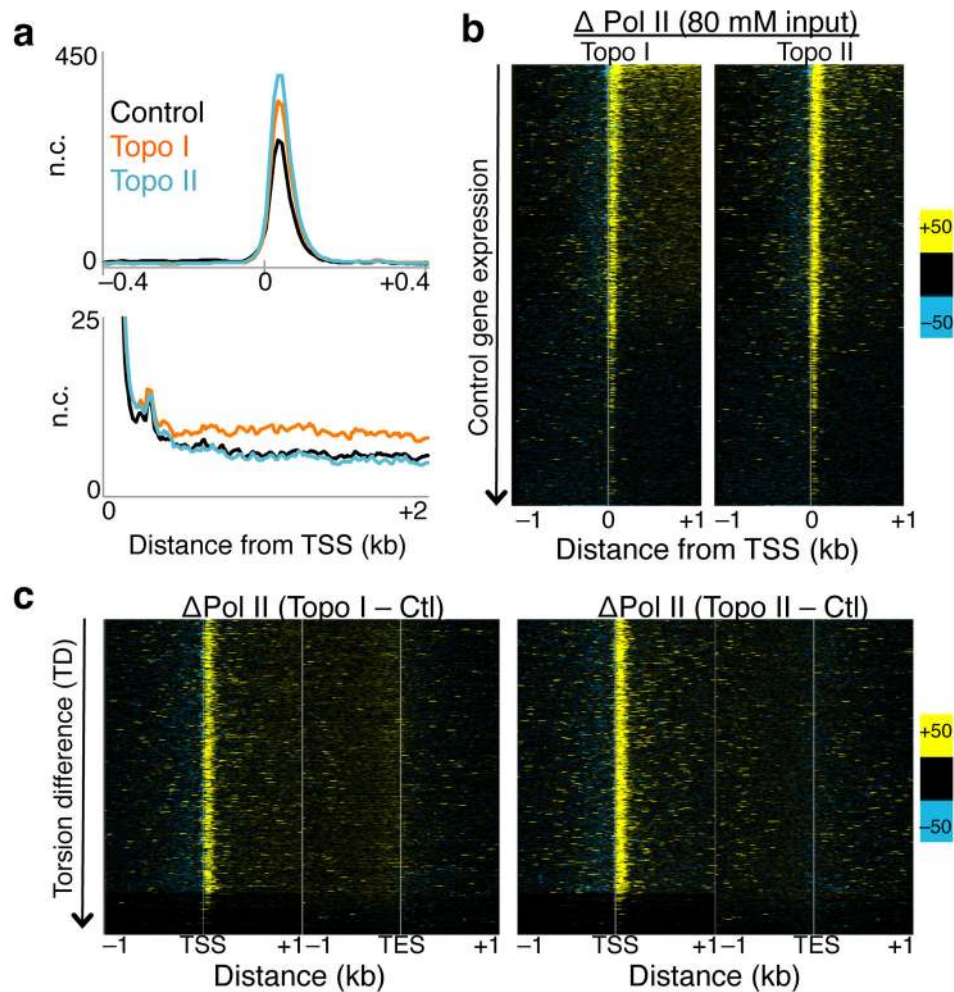 a
450
n.c.
Control
Topo I
Topo II
0
−0.4
0
+0.4
25
n.c.
0
0
+2
Distance from TSS (kb)
b
Δ Pol II (80 mM input)
Topo I
Topo II
Control gene expression
−1
0
+1
−1
0
+1
Distance from TSS (kb)
+50
−50
c
ΔPol II (Topo I – Ctl)
ΔPol II (Topo II – Ctl)
Torsion difference (TD)
−1
TSS
+1
−1
TES
+1
Distance (kb)
−1
TSS
+1
−1
TES
+1
Distance (kb)
+50
−50